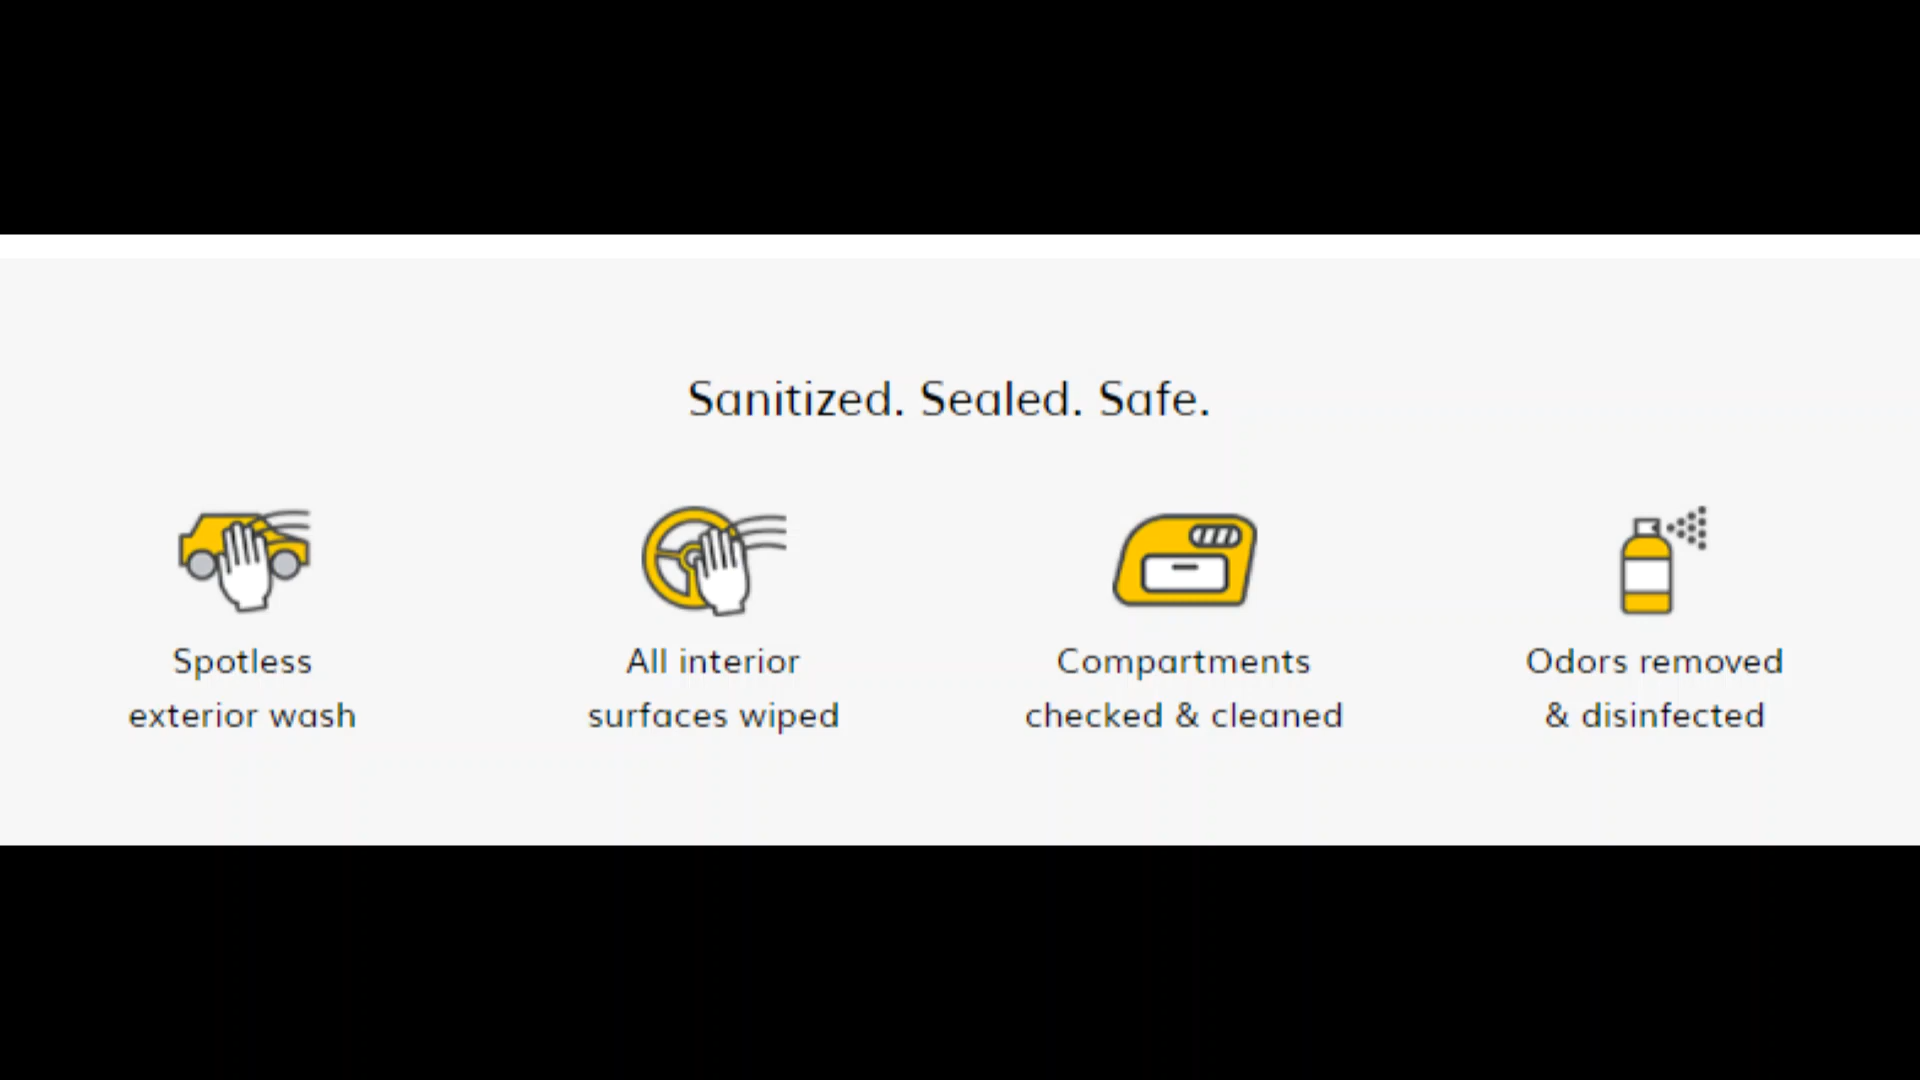 Sanitized. Sealed. Safe.
Spotless
exterior wash
All interior
surfaces wiped
Compartments
checked & cleaned
Odors removed
& disinfected